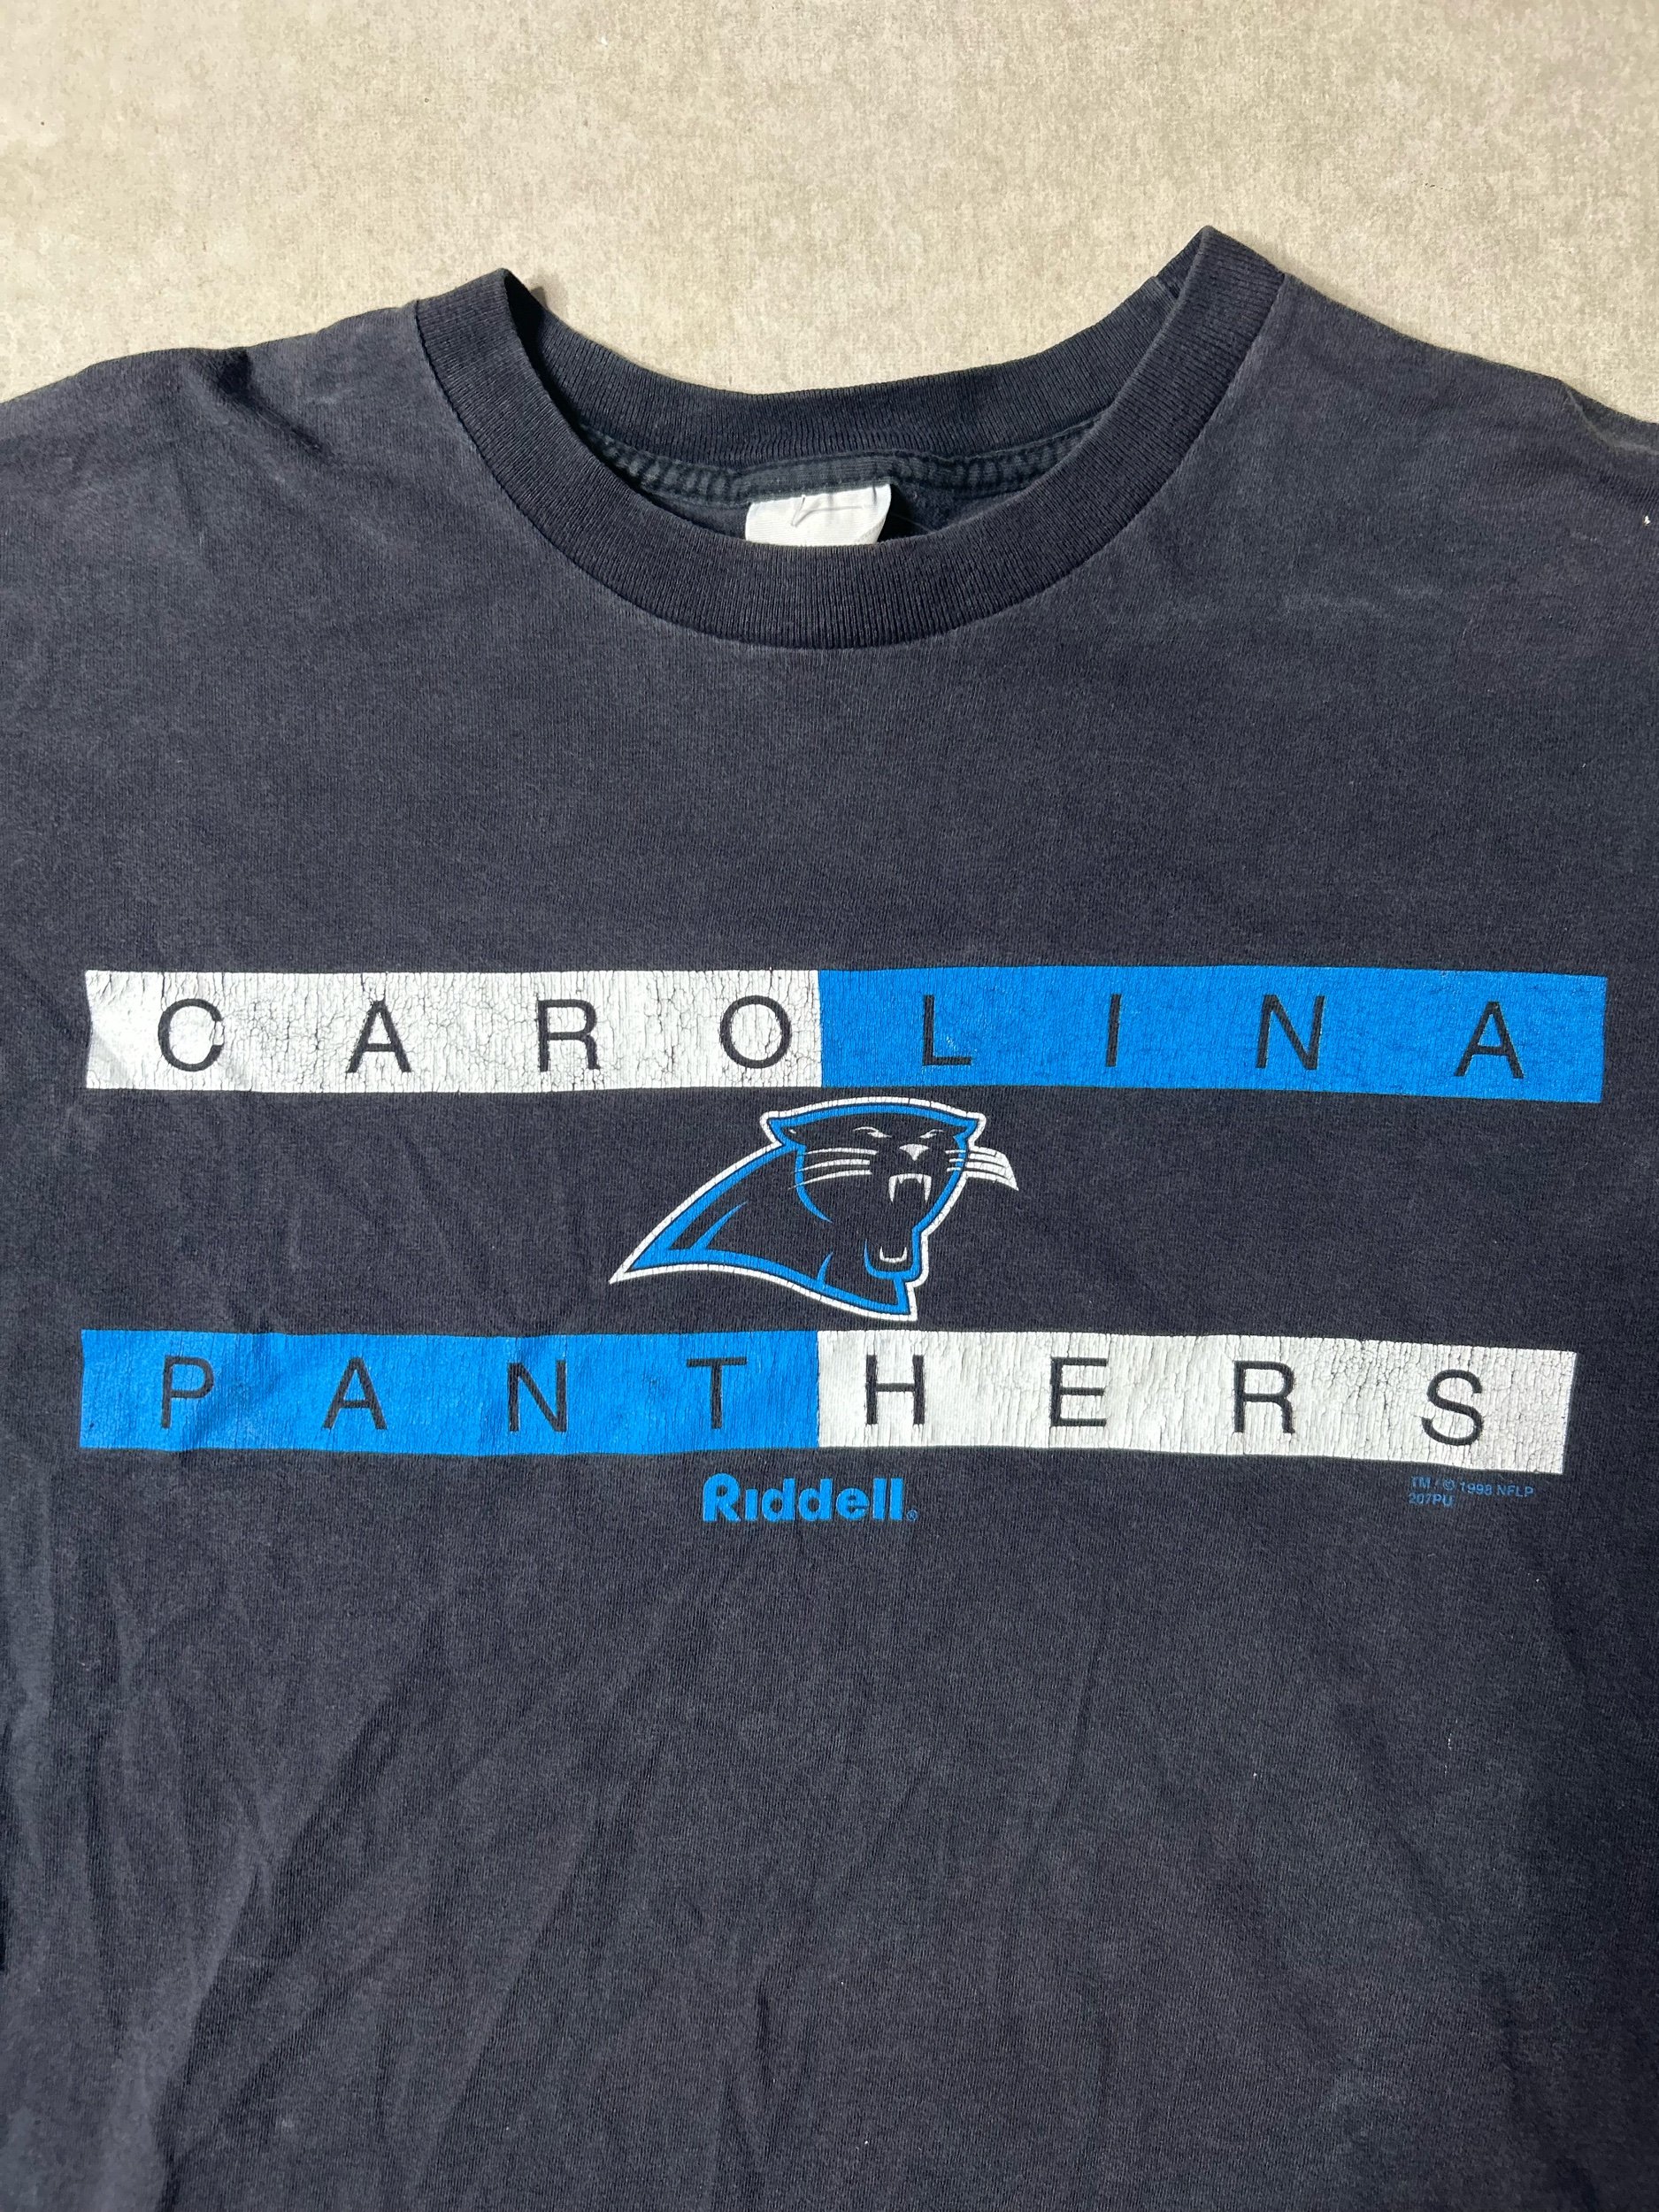 CAROLINA
PANTHERS
Riddell®
TM / © 1998 NFLP
207PU